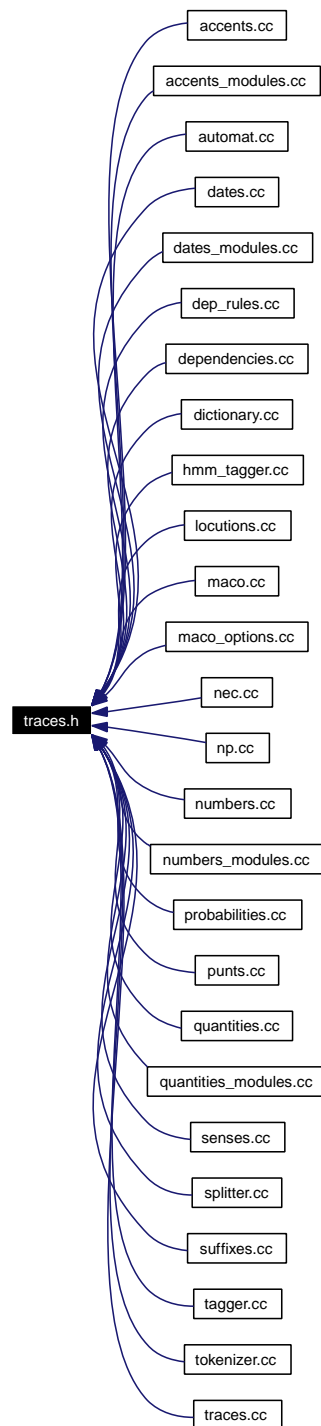 accents.cc
accents_modules.cc
automat.cc
dates.cc
dates_modules.cc
dep_rules.cc
dependencies.cc
dictionary.cc
hmm_tagger.cc
locutions.cc
maco.cc
maco_options.cc
nec.cc
traces.h
np.cc
numbers.cc
numbers_modules.cc
probabilities.cc
punts.cc
quantities.cc
quantities_modules.cc
senses.cc
splitter.cc
suffixes.cc
tagger.cc
tokenizer.cc
traces.cc